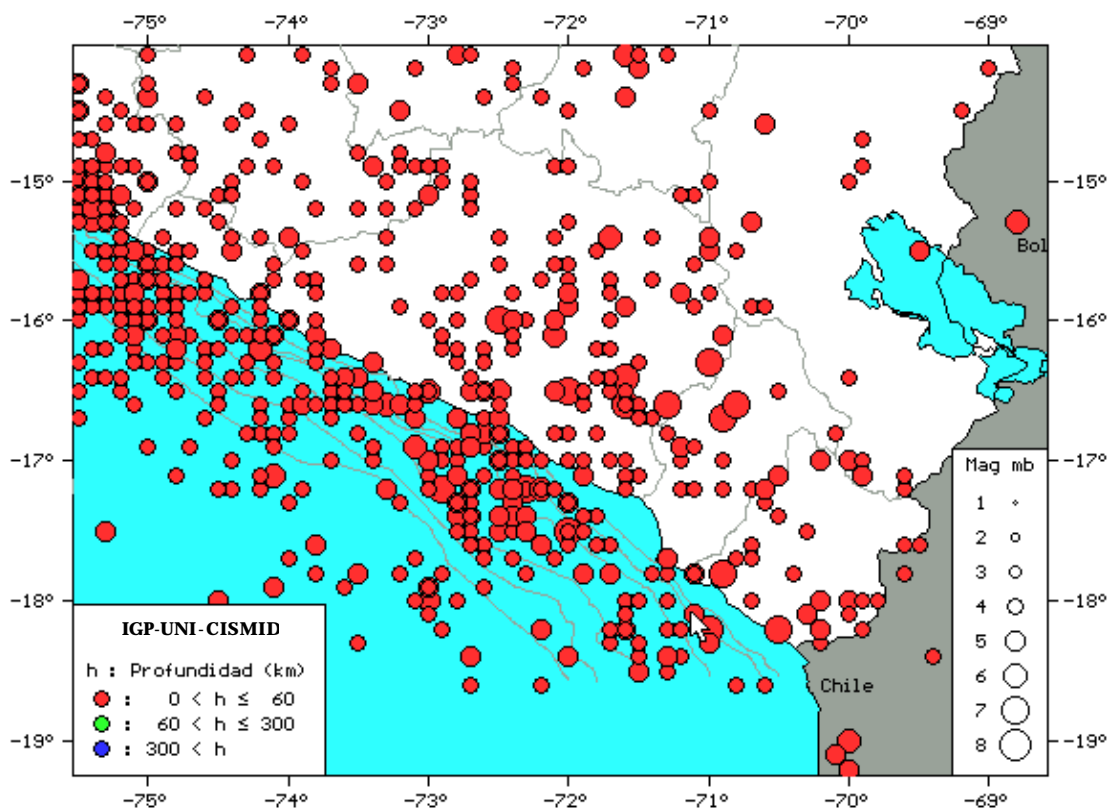 -75° -74° -73° -72° -71° -70° -69°
-15° -15°
Bol
-16° -16°
-17° -17°
Mag mb
1
2
3
4
5
6
7
8
-18° -18°
IGP-UNI-CISMID
h : Profundidad (km)
: 0 < h ≤ 60
: 60 < h ≤ 300
: 300 < h
Chile
-19° -19°
-75° -74° -73° -72° -71° -70° -69°